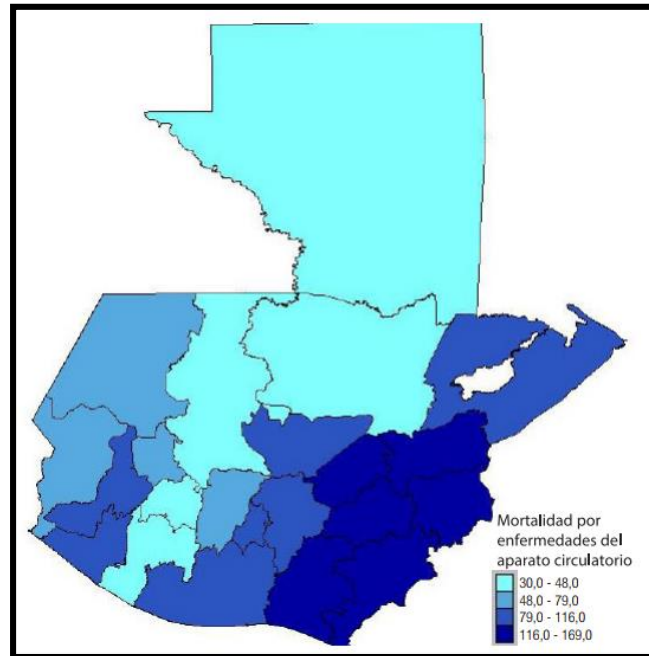 Mortalidad por
enfermedades del
aparato circulatorio
30,0 - 48,0
48,0 - 79,0
79,0 - 116,0
116,0 - 169,0